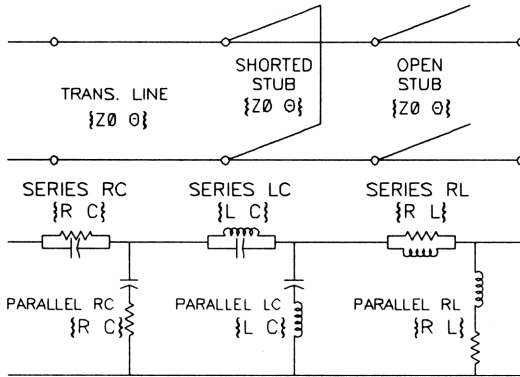 TRANS. LINE
{Z0 Θ}
SHORTED
STUB
{Z0 Θ}
OPEN
STUB
{Z0 Θ}
SERIES RC
{R C}
SERIES LC
{L C}
SERIES RL
{R L}
PARALLEL RC
{R C}
PARALLEL LC
{L C}
PARALLEL RL
{R L}